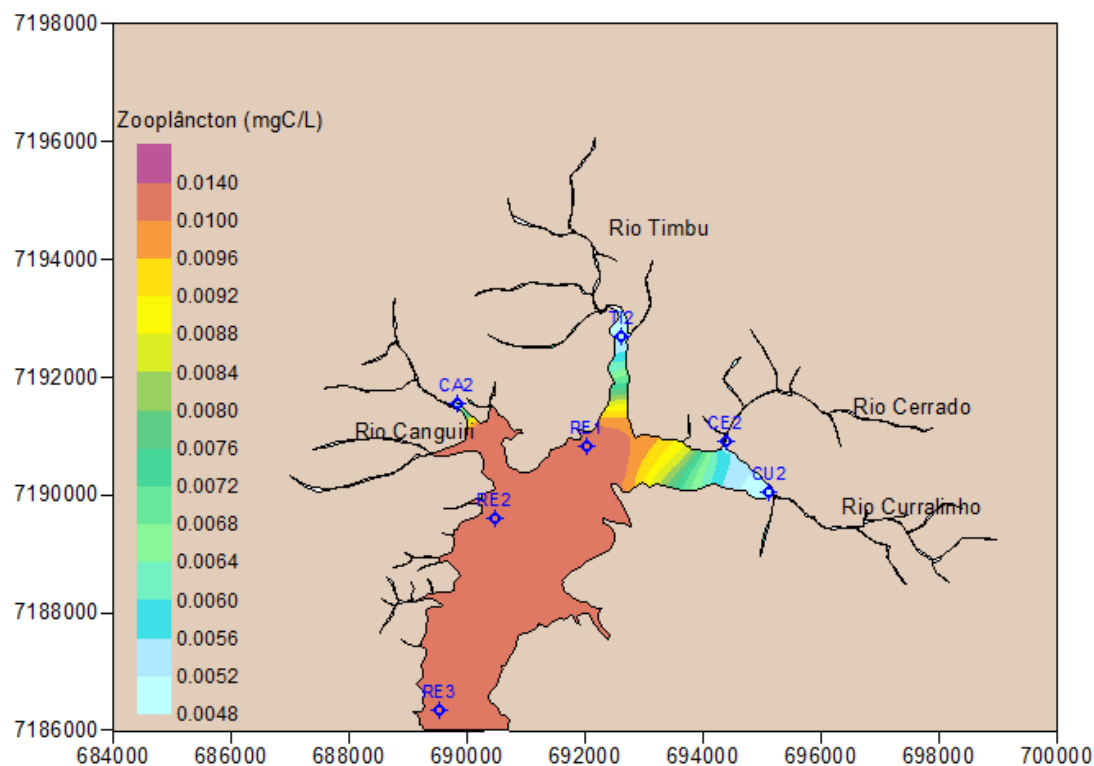 7198000
7196000
7194000
7192000
7190000
7188000
7186000
Zooplâncton (mgC/L)
0.0140
0.0100
0.0096
0.0092
0.0088
0.0084
0.0080
0.0076
0.0072
0.0068
0.0064
0.0060
0.0056
0.0052
0.0048
Rio Timbu
TI2
CA2
Rio Canguiri
RE1
CE2
Rio Cerrado
CU2
Rio Curralinho
RE2
RE3
684000 686000 688000 690000 692000 694000 696000 698000 700000